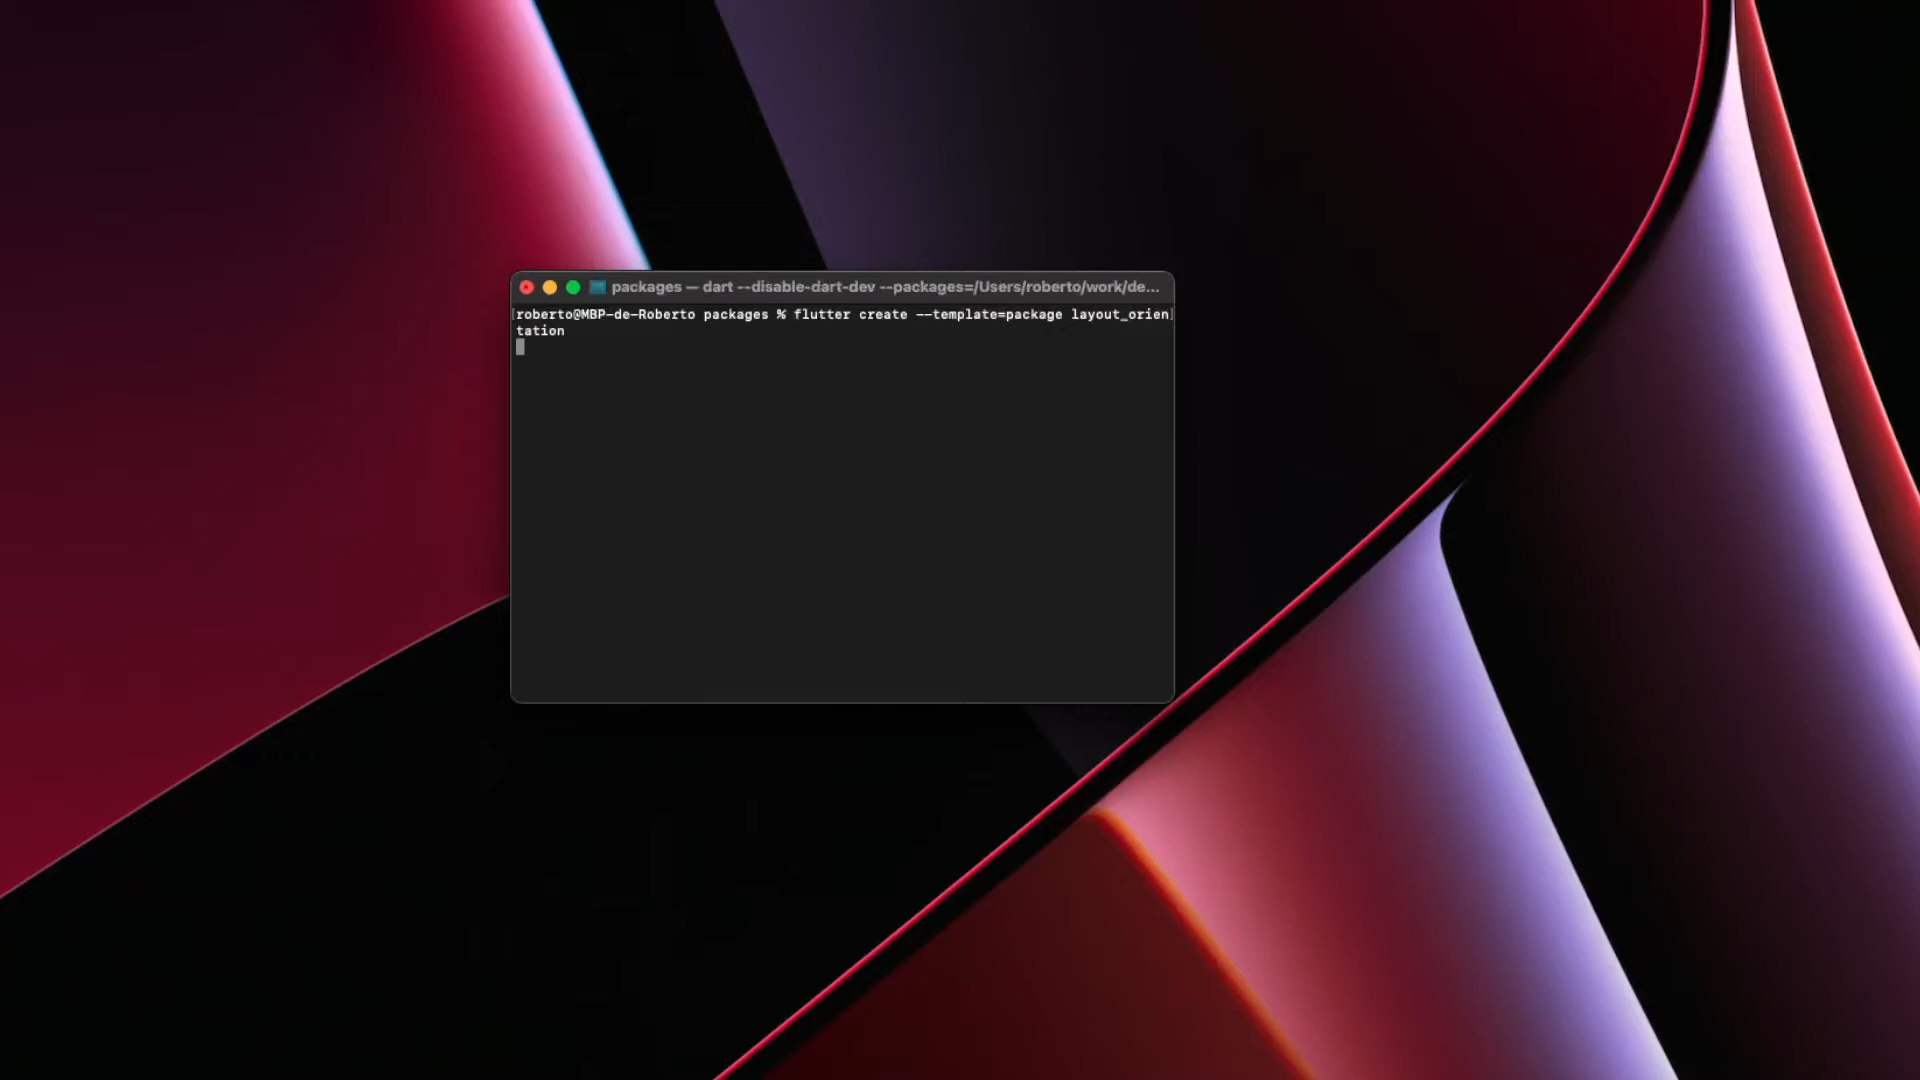 packages — dart --disable-dart-dev --packages=/Users/roberto/work/de...
[roberto@MBP-de-Roberto packages % flutter create --template=package layout_orien]
tation